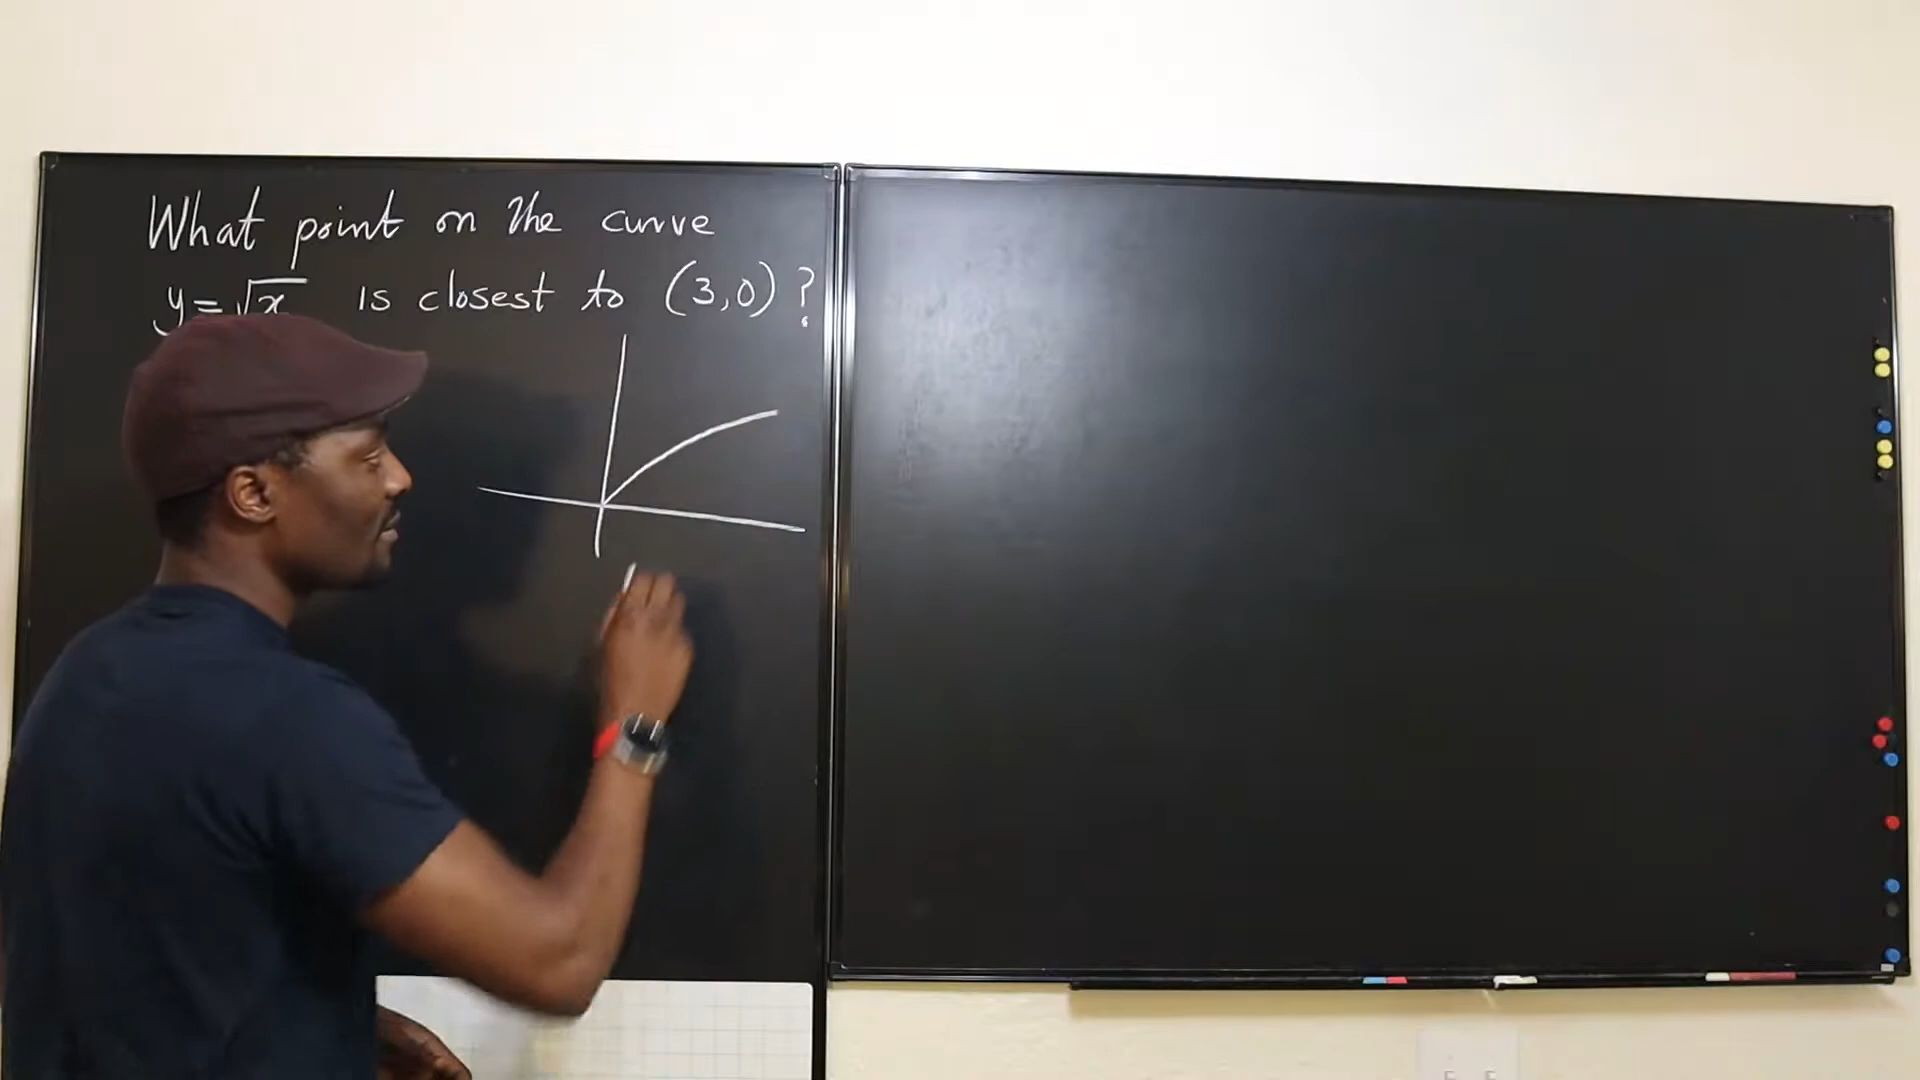 What point on the curve
y = √x is closest to (3,0)?